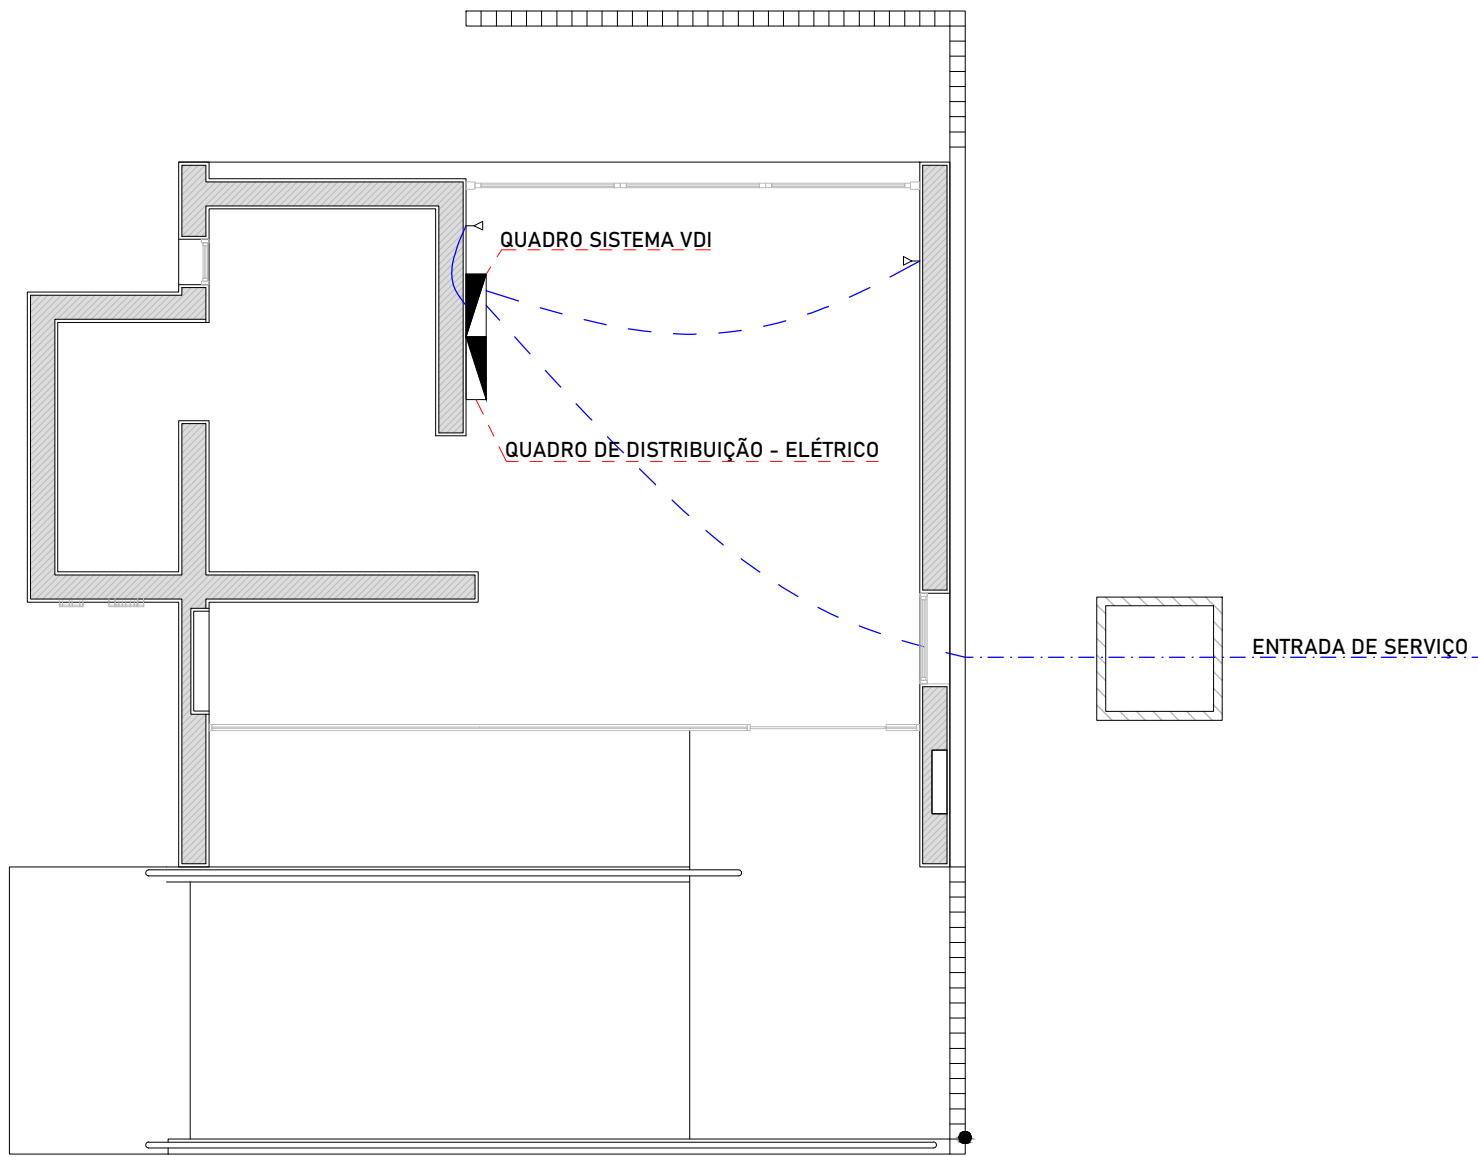 QUADRO SISTEMA VDI
QUADRO DE DISTRIBUIÇÃO - ELÉTRICO
ENTRADA DE SERVIÇO